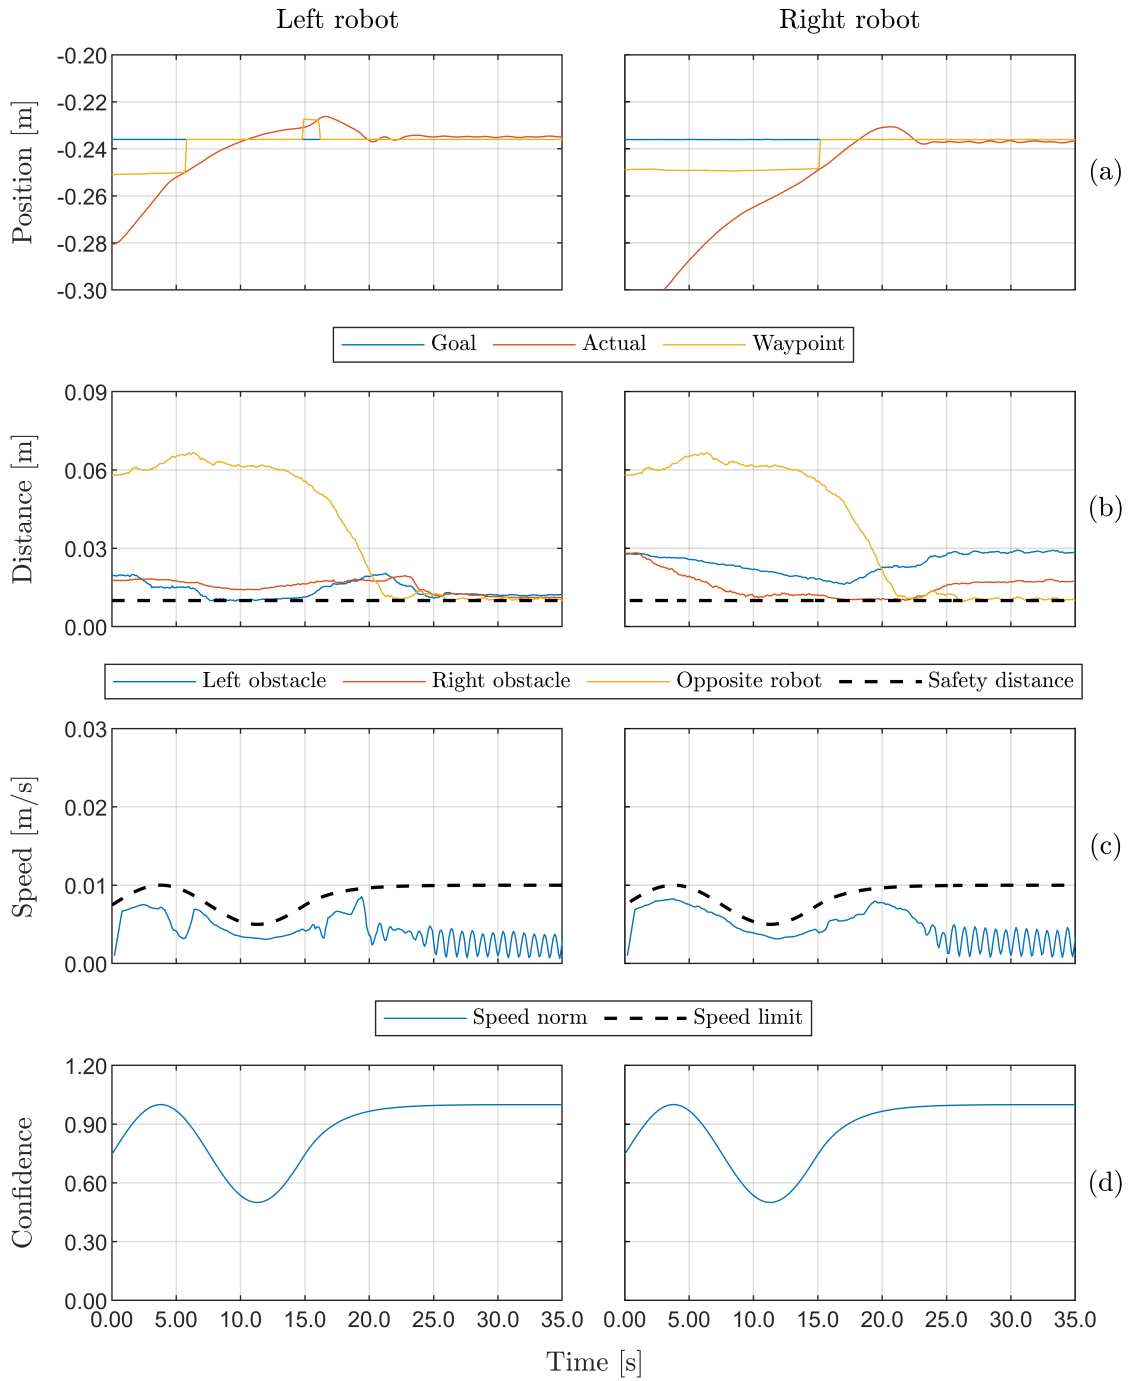 Left robot Right robot
Position [m]
-0.20
-0.22
-0.24
-0.26
-0.28
-0.30
(a)
Goal Actual Waypoint
Distance [m]
0.09
0.06
0.03
0.00
(b)
Left obstacle Right obstacle Opposite robot Safety distance
Speed [m/s]
0.03
0.02
0.01
0.00
(c)
Speed norm Speed limit
Confidence
1.20
0.90
0.60
0.30
0.00
(d)
0.00 5.00 10.0 15.0 20.0 25.0 30.0 35.0 0.00 5.00 10.0 15.0 20.0 25.0 30.0 35.0
Time [s]